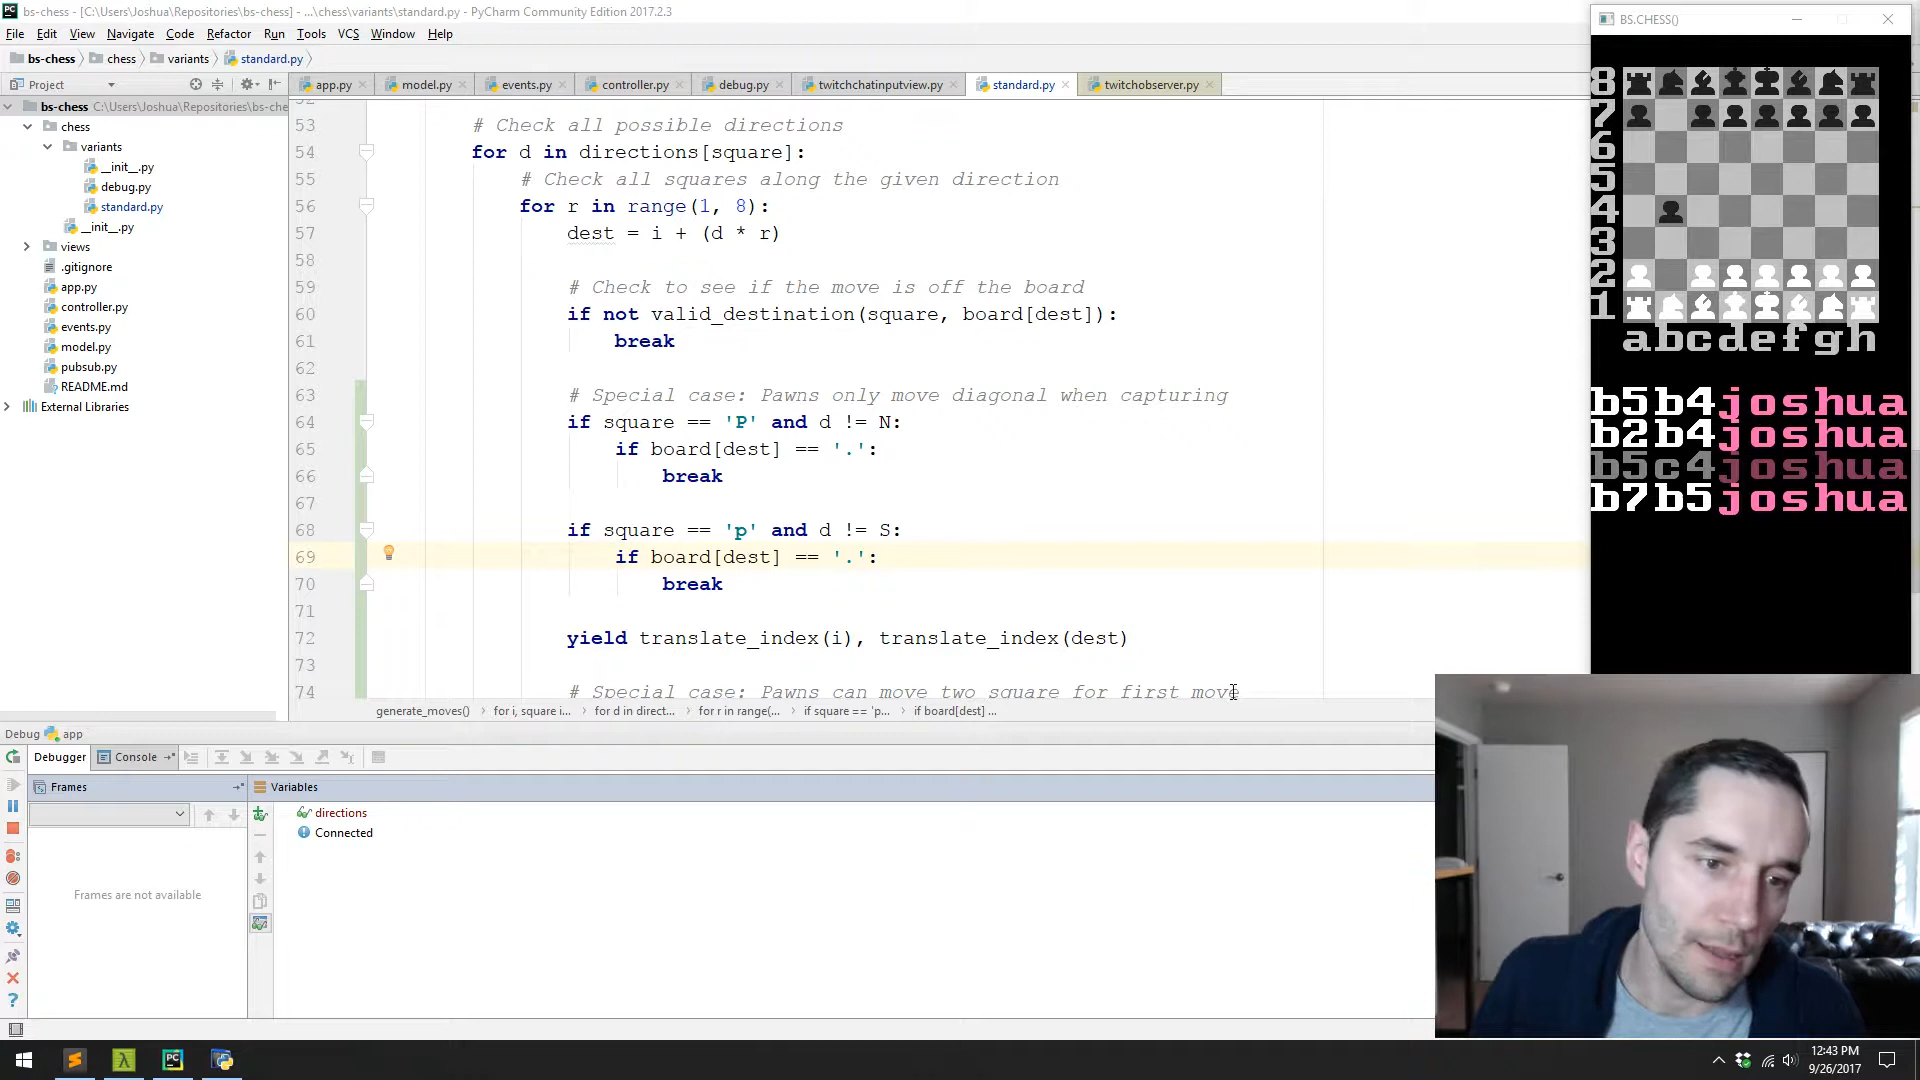 bs-chess - [C:\Users\Joshua\Repositories\bs-chess] - ...\chess\variants\standard.py - PyCharm Community Edition 2017.2.3
File Edit View Navigate Code Refactor Run Tools VCS Window Help
bs-chess chess variants standard.py
Project
app.py model.py events.py controller.py debug.py twitchchatinputview.py standard.py twitchobserver.py
bs-chess C:\Users\Joshua\Repositories\bs-che
chess
variants
__init__.py
debug.py
standard.py
__init__.py
views
.gitignore
app.py
controller.py
events.py
model.py
pubsub.py
README.md
External Libraries
53 # Check all possible directions
54 for d in directions[square]:
55 # Check all squares along the given direction
56 for r in range(1, 8):
57 dest = i + (d * r)
58
59 # Check to see if the move is off the board
60 if not valid_destination(square, board[dest]):
61 break
62
63 # Special case: Pawns only move diagonal when capturing
64 if square == 'P' and d != N:
65 if board[dest] == '.':
66 break
67
68 if square == 'p' and d != S:
69 if board[dest] == '.':
70 break
71
72 yield translate_index(i), translate_index(dest)
73
74 # Special case: Pawns can move two square for first move
generate_moves() for i, square i... for d in direct... for r in range(... if square == 'p... if board[dest] ...
BS.CHESS()
8
7
6
5
4
3
2
1
abcdefgh
b5b4joshua
b2b4joshua
b5c4joshua
b7b5joshua
Debug app
Debugger Console
Frames
Variables
Frames are not available
directions
Connected
12:43 PM
9/26/2017